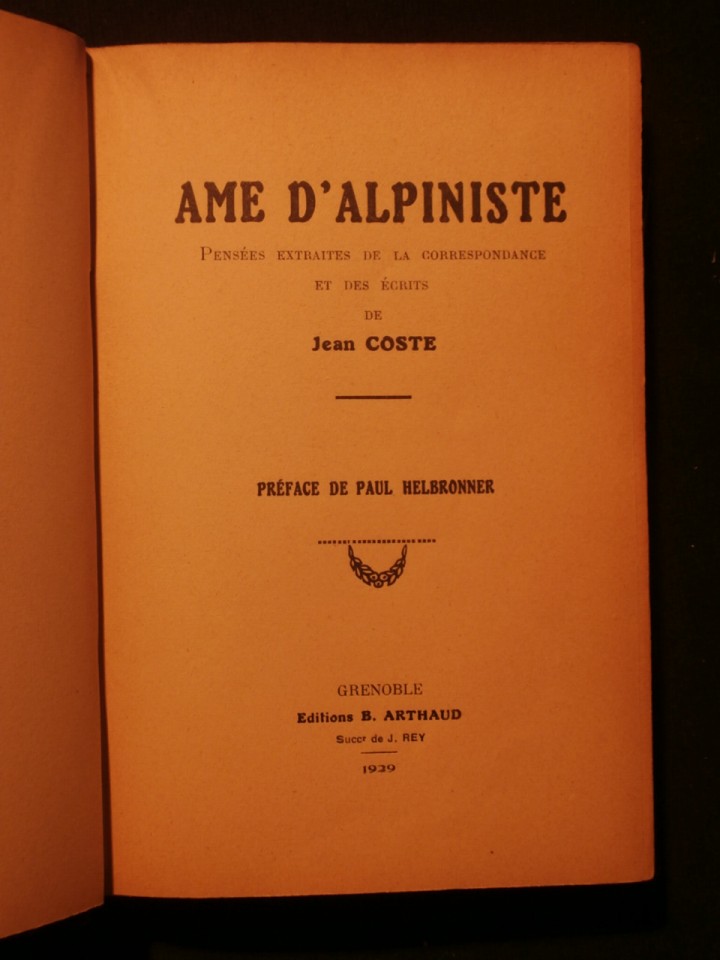 AME D'ALPINISTE
PENSÉES EXTRAITES DE LA CORRESPONDANCE
ET DES ÉCRITS
DE
Jean COSTE
PRÉFACE DE PAUL HELBRONNER
GRENOBLE
Editions B. ARTHAUD
Succr de J. REY
1929